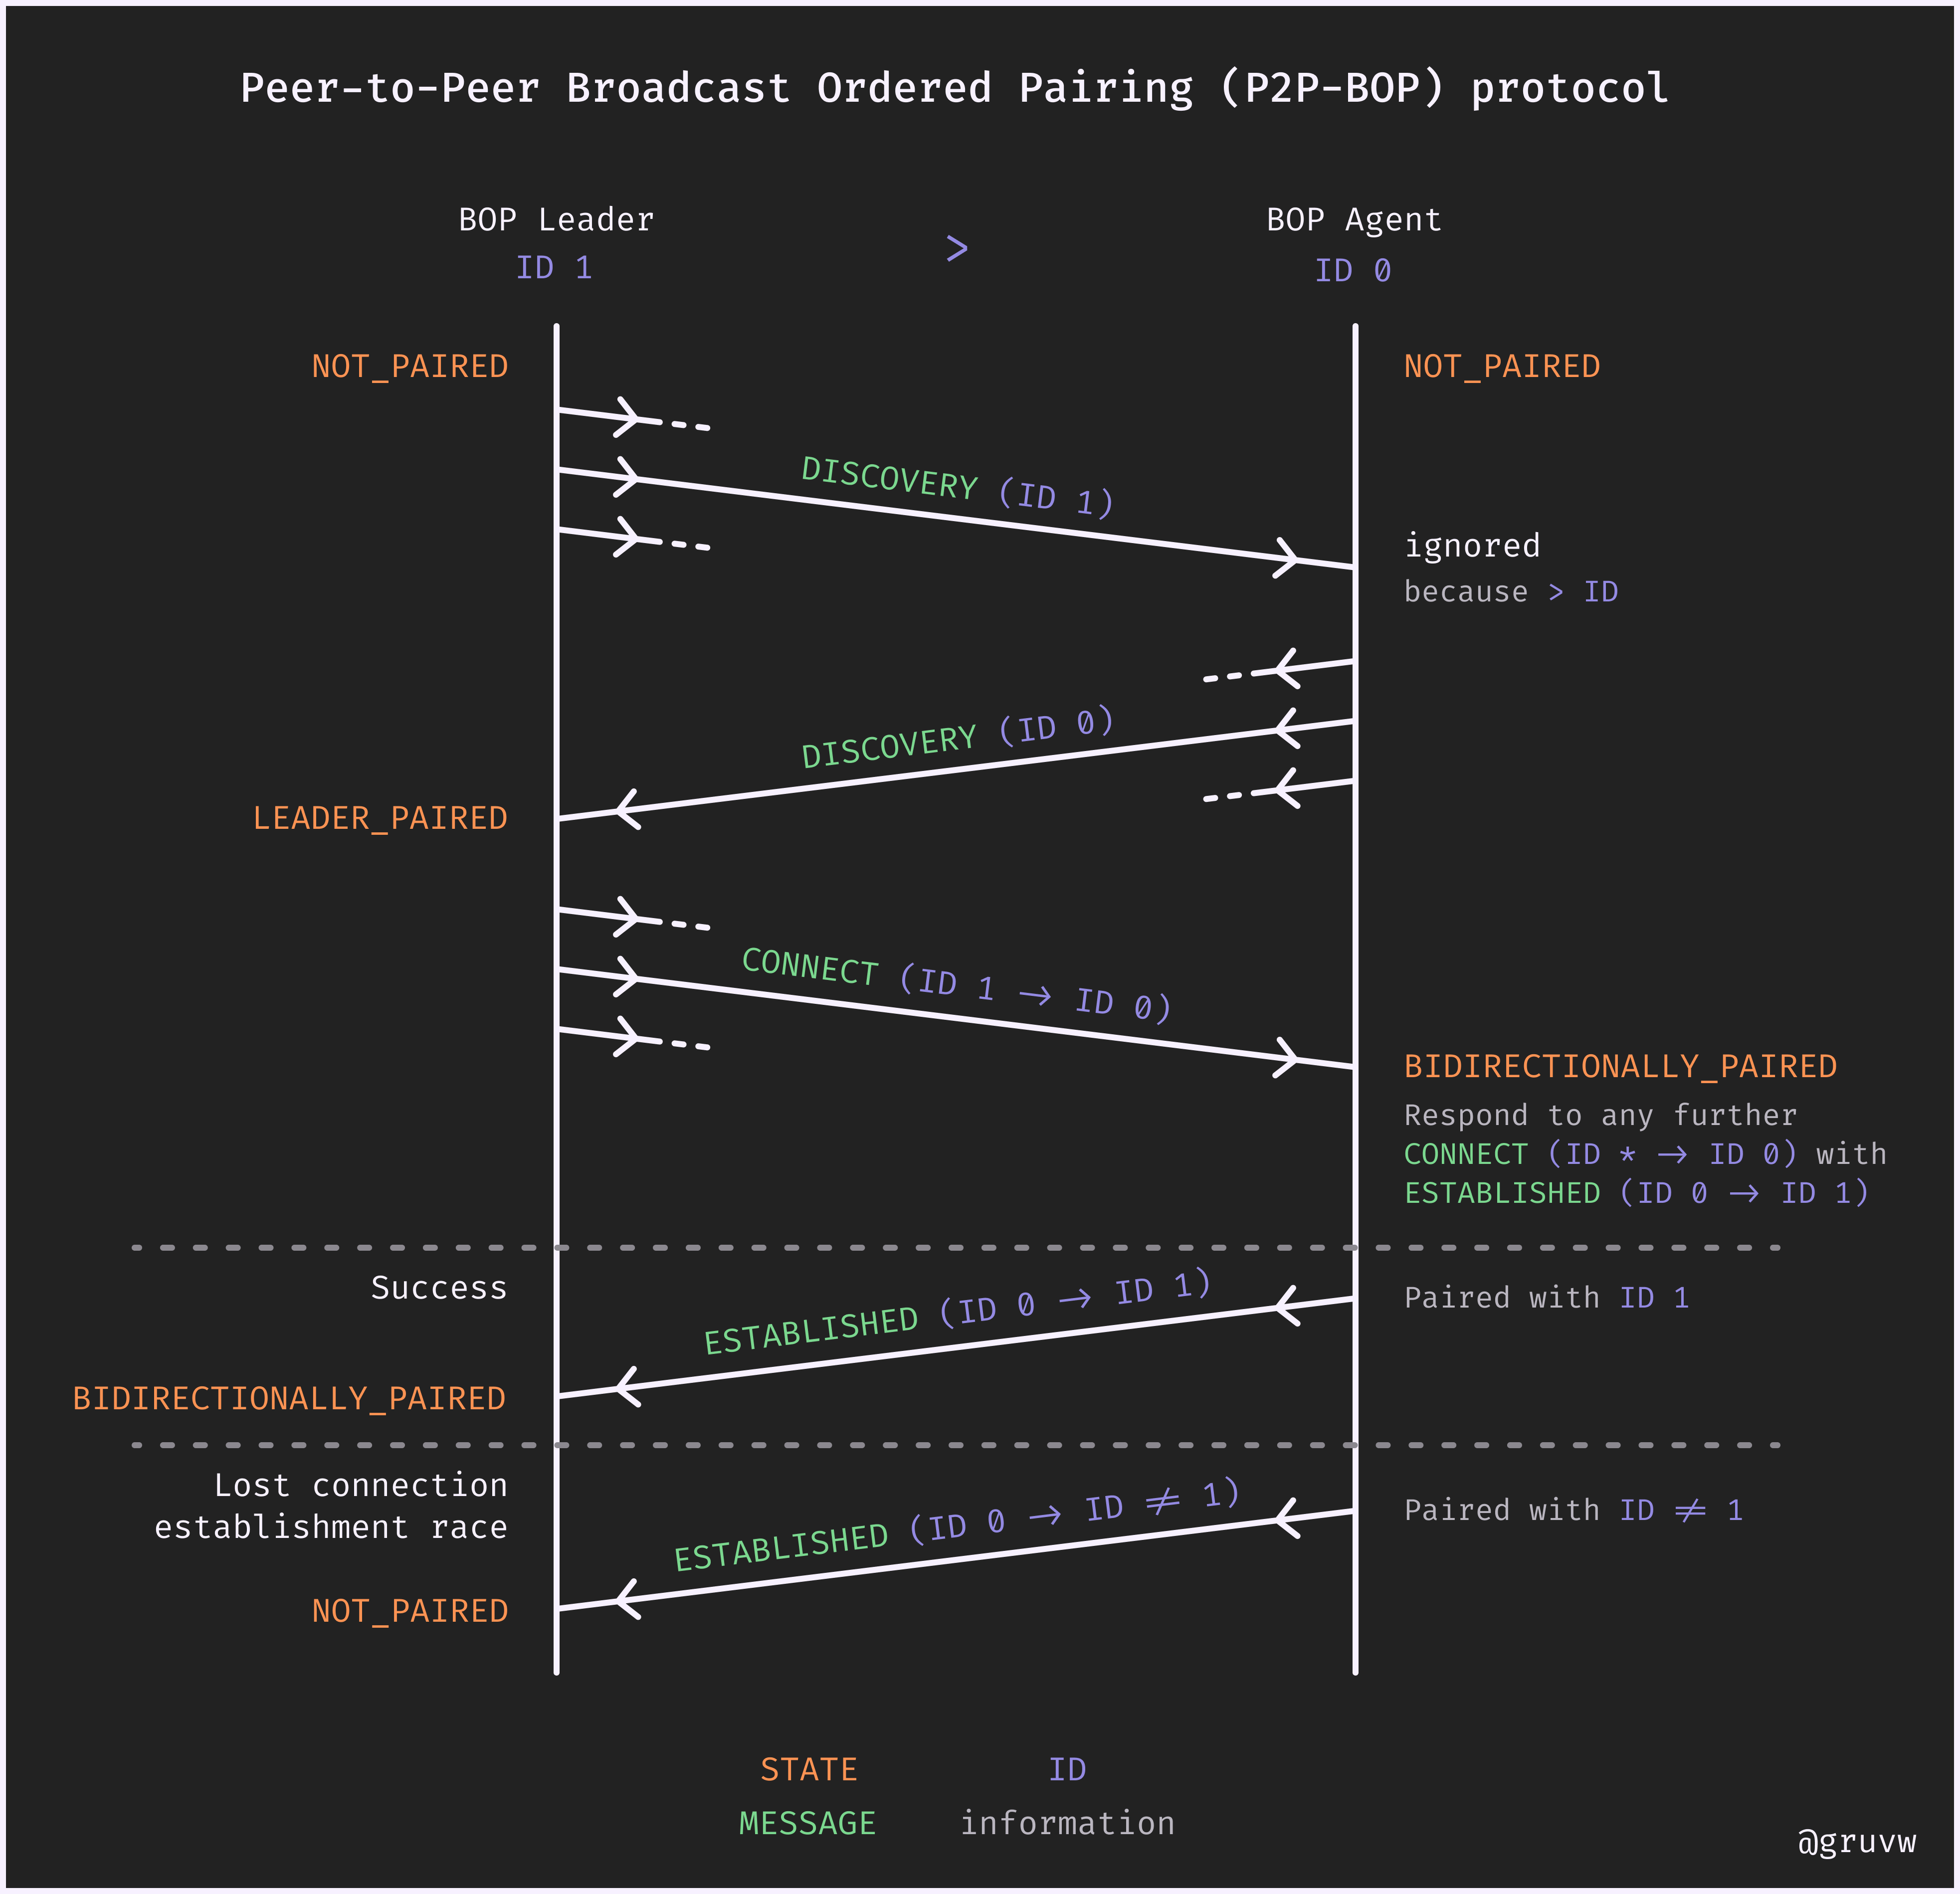 Peer-to-Peer Broadcast Ordered Pairing (P2P-BOP) protocol
BOP Leader
ID 1
>
BOP Agent
ID 0
NOT_PAIRED
NOT_PAIRED
DISCOVERY (ID 1)
ignored
because > ID
DISCOVERY (ID 0)
LEADER_PAIRED
CONNECT (ID 1 → ID 0)
BIDIRECTIONALLY_PAIRED
Respond to any further
CONNECT (ID * → ID 0) with
ESTABLISHED (ID 0 → ID 1)
Success
ESTABLISHED (ID 0 → ID 1)
Paired with ID 1
BIDIRECTIONALLY_PAIRED
Lost connection
establishment race
ESTABLISHED (ID 0 → ID ≠ 1)
Paired with ID ≠ 1
NOT_PAIRED
STATE
ID
MESSAGE
information
@gruvw